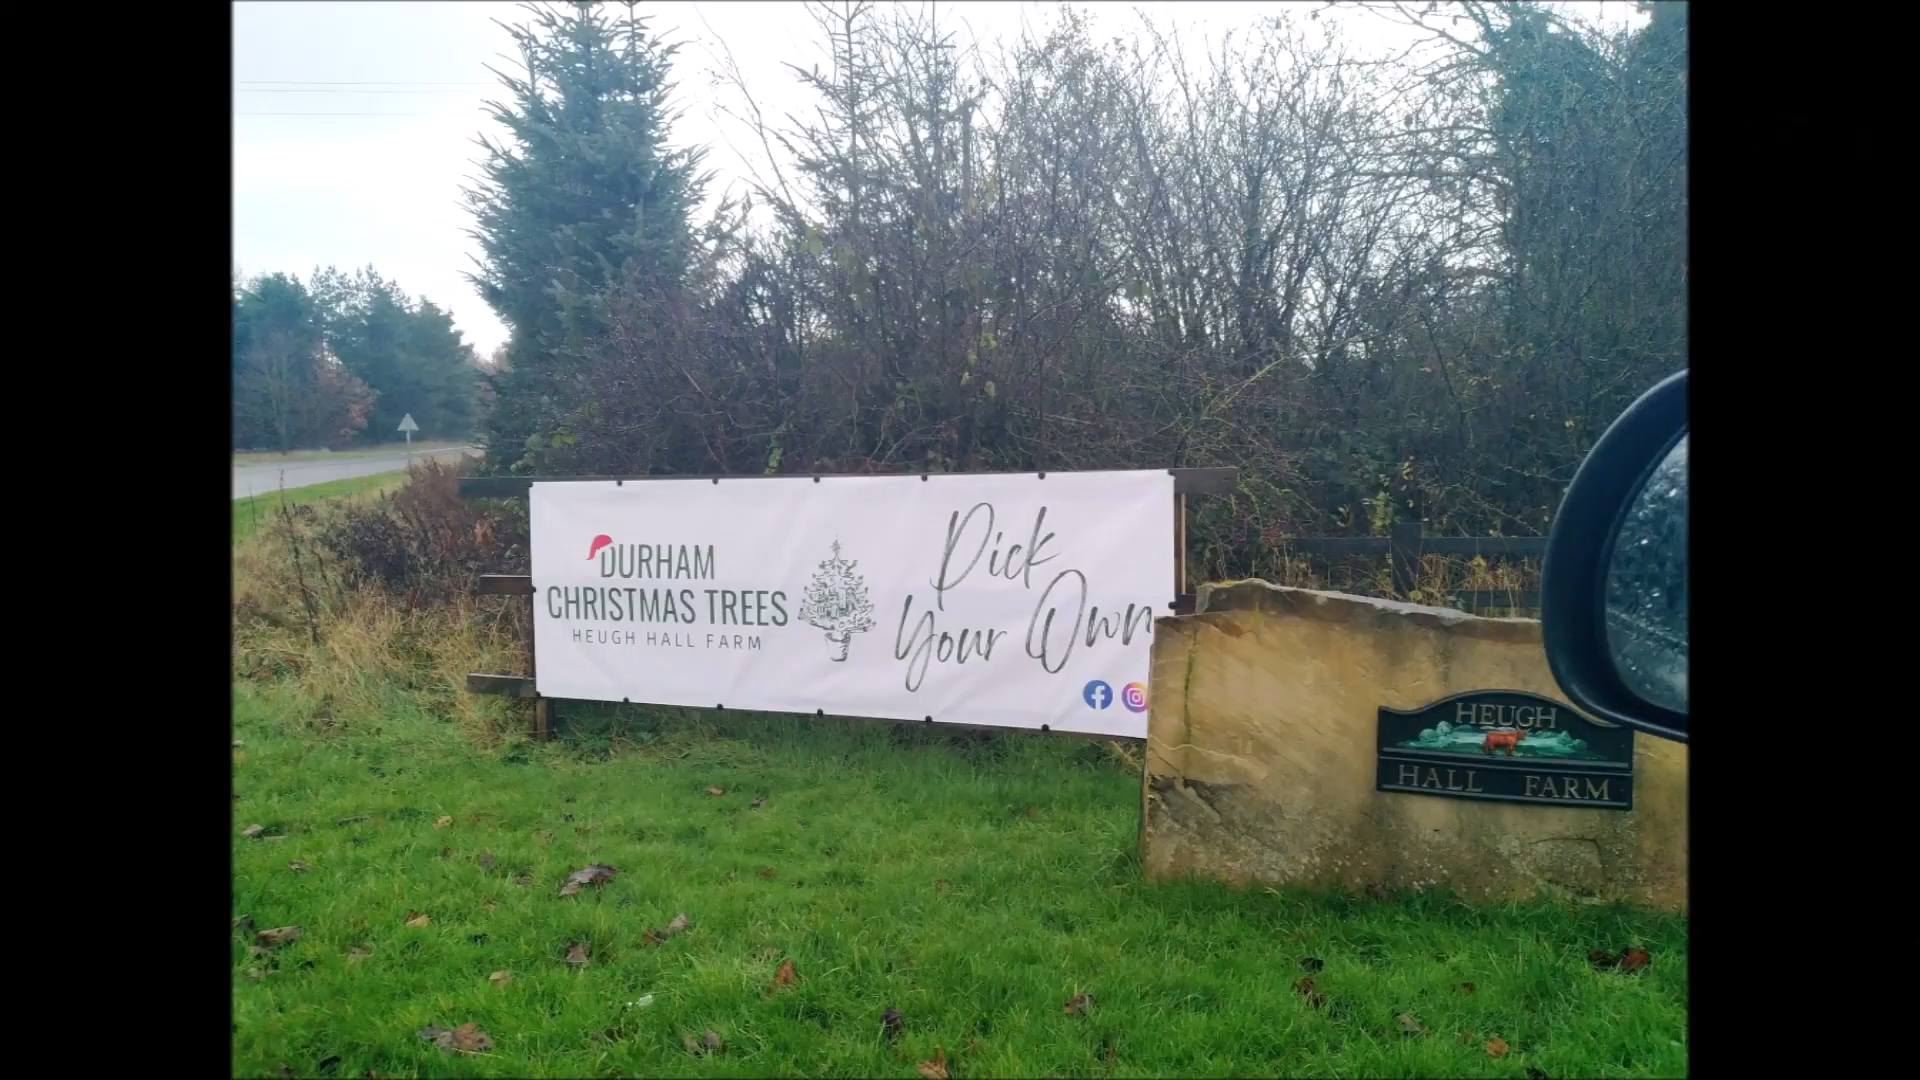 DURHAM
CHRISTMAS TREES
HEUGH HALL FARM
Pick
Your Own
HEUGH
HALL FARM